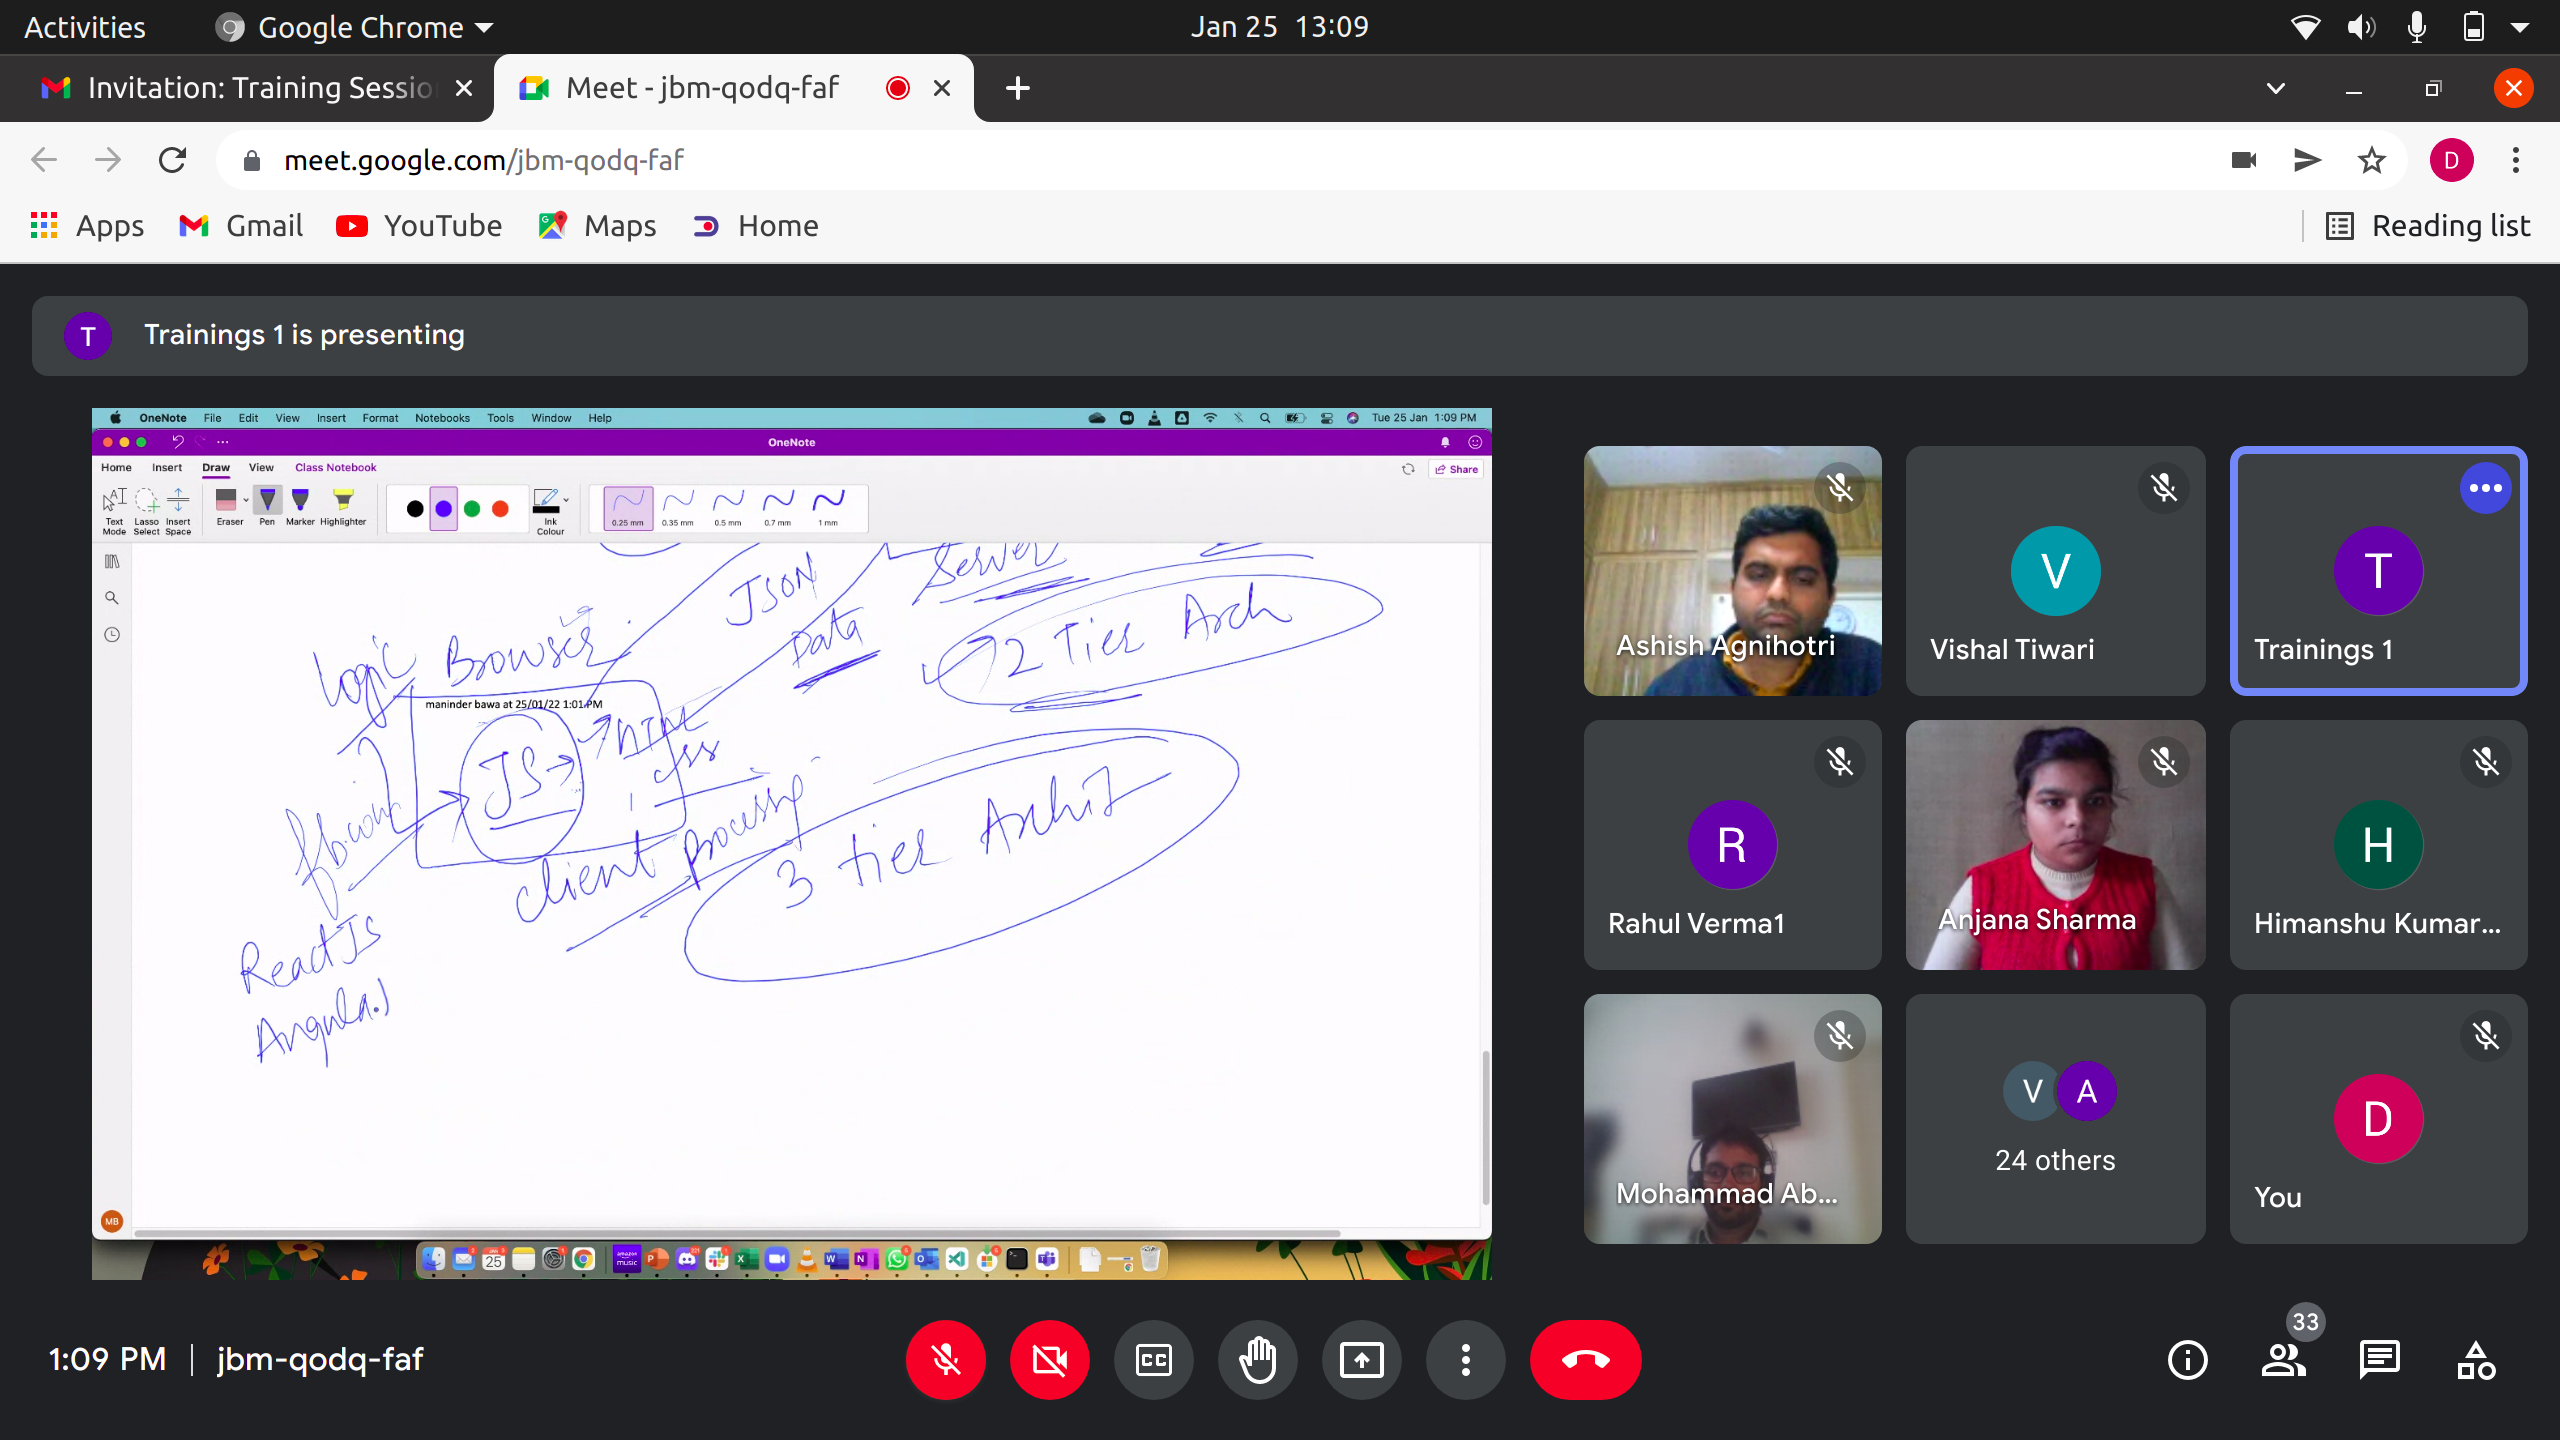 Activities
Google Chrome
Jan 25 13:09
Invitation: Training Sessio
Meet - jbm-qodq-faf
meet.google.com/jbm-qodq-faf
D
Apps
Gmail
YouTube
Maps
Home
Reading list
T
Trainings 1 is presenting
OneNote File Edit View Insert Format Notebooks Tools Window Help
Tue 25 Jan 1:09 PM
OneNote
Home Insert Draw View Class Notebook
Share
Text Mode
Lasso Select
Insert Space
Eraser
Pen
Marker
Highlighter
Ink Colour
0.25 mm
0.35 mm
0.5 mm
0.7 mm
1 mm
Server
JSON
Data
2 Tier Arch
Logic
Browser
maninder bawa at 25/01/22 1:01 PM
JS
HTML
css
fb.com
client processing
3 tier Archit
ReactJs
Angular
MB
Ashish Agnihotri
V
Vishal Tiwari
T
Trainings 1
R
Rahul Verma1
Anjana Sharma
H
Himanshu Kumar...
Mohammad Ab...
V A
24 others
D
You
1:09 PM | jbm-qodq-faf
33